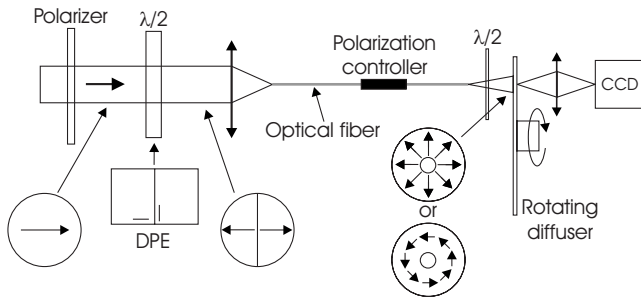 Polarizer
λ/2
Polarization
controller
λ/2
CCD
Optical fiber
DPE
or
Rotating
diffuser